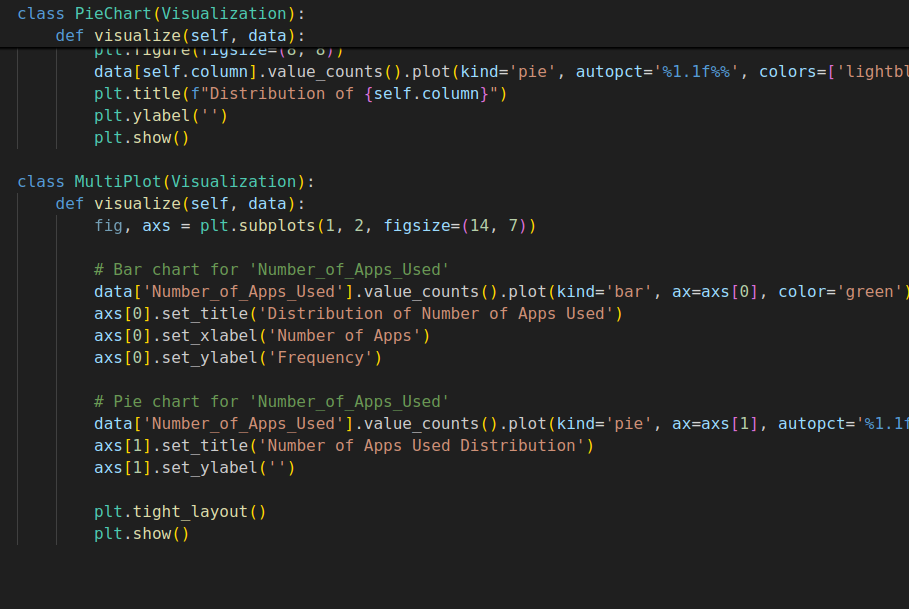 class PieChart(Visualization):
    def visualize(self, data):
        plt.figure(figsize=(8, 8))
        data[self.column].value_counts().plot(kind='pie', autopct='%1.1f%%', colors=['lightbl
        plt.title(f"Distribution of {self.column}")
        plt.ylabel('')
        plt.show()

class MultiPlot(Visualization):
    def visualize(self, data):
        fig, axs = plt.subplots(1, 2, figsize=(14, 7))

        # Bar chart for 'Number_of_Apps_Used'
        data['Number_of_Apps_Used'].value_counts().plot(kind='bar', ax=axs[0], color='green')
        axs[0].set_title('Distribution of Number of Apps Used')
        axs[0].set_xlabel('Number of Apps')
        axs[0].set_ylabel('Frequency')

        # Pie chart for 'Number_of_Apps_Used'
        data['Number_of_Apps_Used'].value_counts().plot(kind='pie', ax=axs[1], autopct='%1.1f
        axs[1].set_title('Number of Apps Used Distribution')
        axs[1].set_ylabel('')

        plt.tight_layout()
        plt.show()